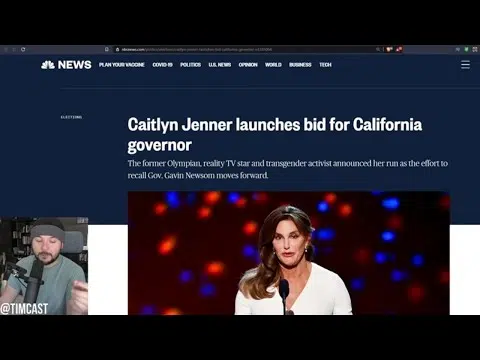 NEWS
PLAN YOUR VACCINE COVID-19 POLITICS U.S. NEWS OPINION WORLD BUSINESS TECH
ELECTIONS
Caitlyn Jenner launches bid for California
governor
The former Olympian, reality TV star and transgender activist announced her run as the effort to
recall Gov. Gavin Newsom moves forward.
@TIMCAST